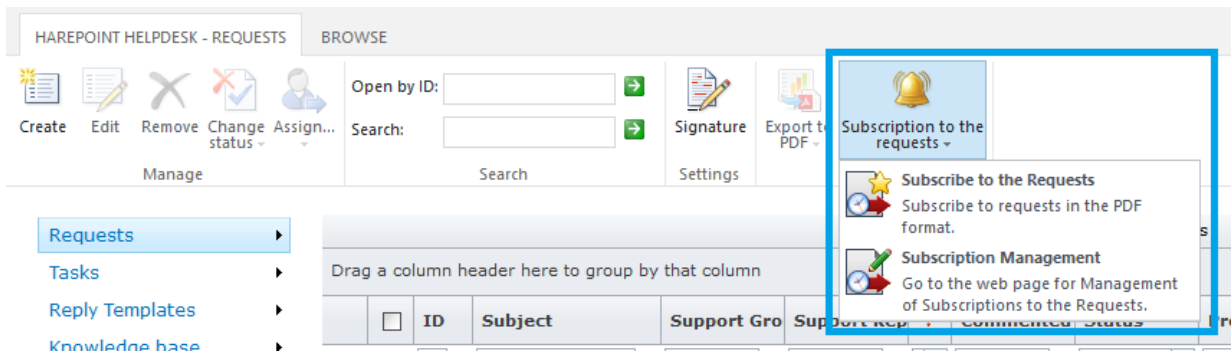 HAREPOINT HELPDESK - REQUESTS BROWSE
Open by ID:
Create Edit Remove Change status Assign... Search: Signature Export to PDF Subscription to the requests
Manage Search Settings
Subscribe to the Requests
Subscribe to requests in the PDF
format.
Subscription Management
Go to the web page for Management
of Subscriptions to the Requests.
Requests
Tasks
Reply Templates
Knowledge base
Drag a column header here to group by that column
ID Subject Support Gro Support Rep Commented Status